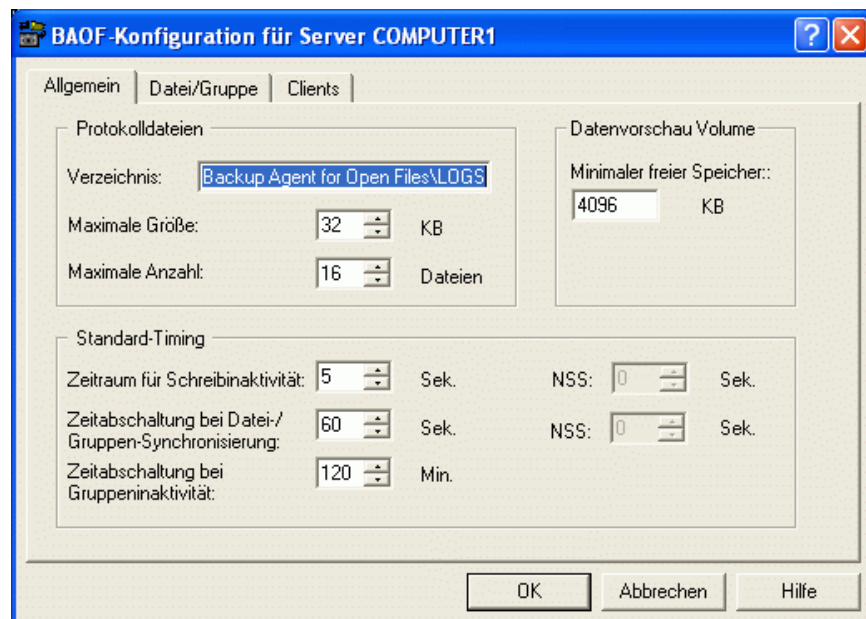 BAOF-Konfiguration für Server COMPUTER1
Allgemein Datei/Gruppe Clients
Protokolldateien
Verzeichnis: Backup Agent for Open Files\LOGS
Maximale Größe: 32 KB
Maximale Anzahl: 16 Dateien
Datenvorschau Volume
Minimaler freier Speicher::
4096 KB
Standard-Timing
Zeitraum für Schreibinaktivität: 5 Sek. NSS: 0 Sek.
Zeitabschaltung bei Datei-/
Gruppen-Synchronisierung: 60 Sek. NSS: 0 Sek.
Zeitabschaltung bei
Gruppeninaktivität: 120 Min.
OK Abbrechen Hilfe